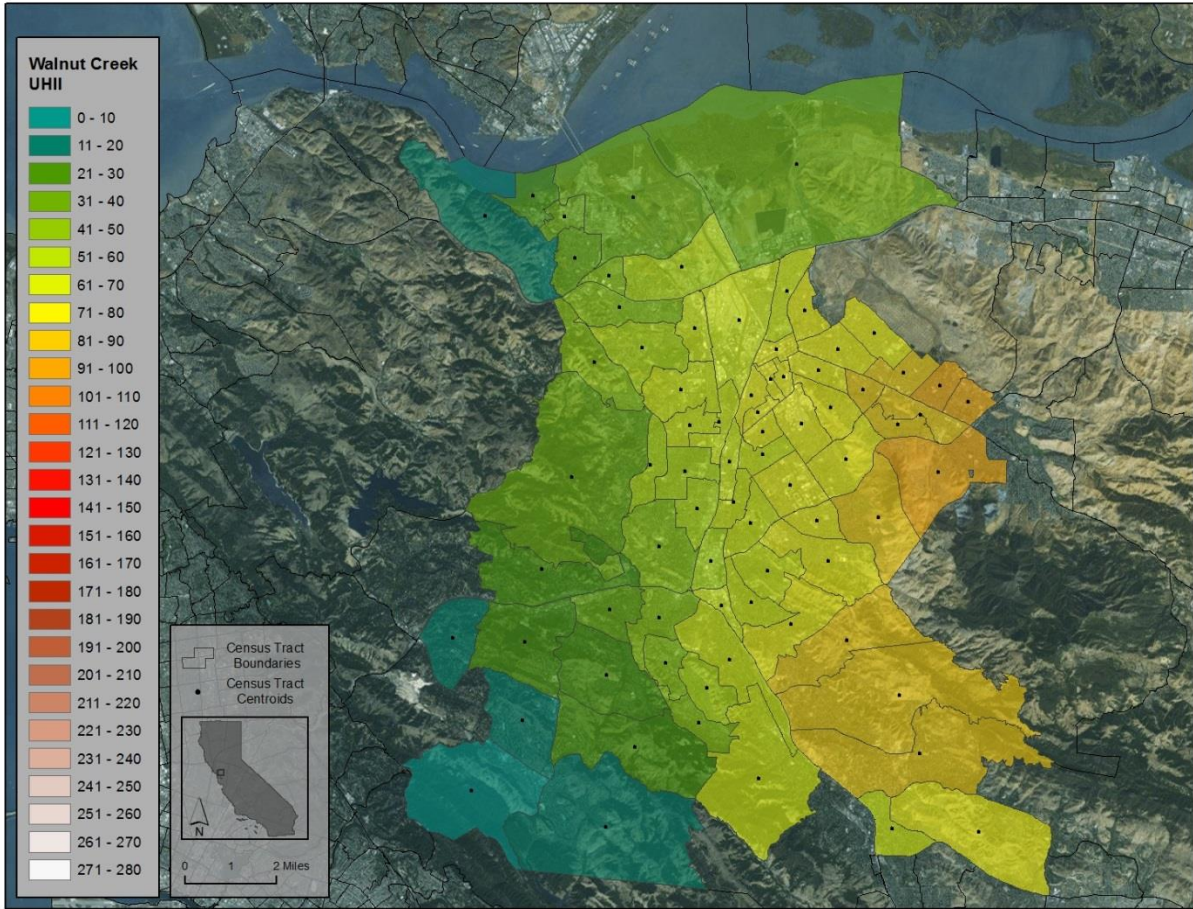 Walnut Creek
UHII
0 - 10
11 - 20
21 - 30
31 - 40
41 - 50
51 - 60
61 - 70
71 - 80
81 - 90
91 - 100
101 - 110
111 - 120
121 - 130
131 - 140
141 - 150
151 - 160
161 - 170
171 - 180
181 - 190
191 - 200
201 - 210
211 - 220
221 - 230
231 - 240
241 - 250
251 - 260
261 - 270
271 - 280
Census Tract
Boundaries
Census Tract
Centroids
N
0 1 2 Miles